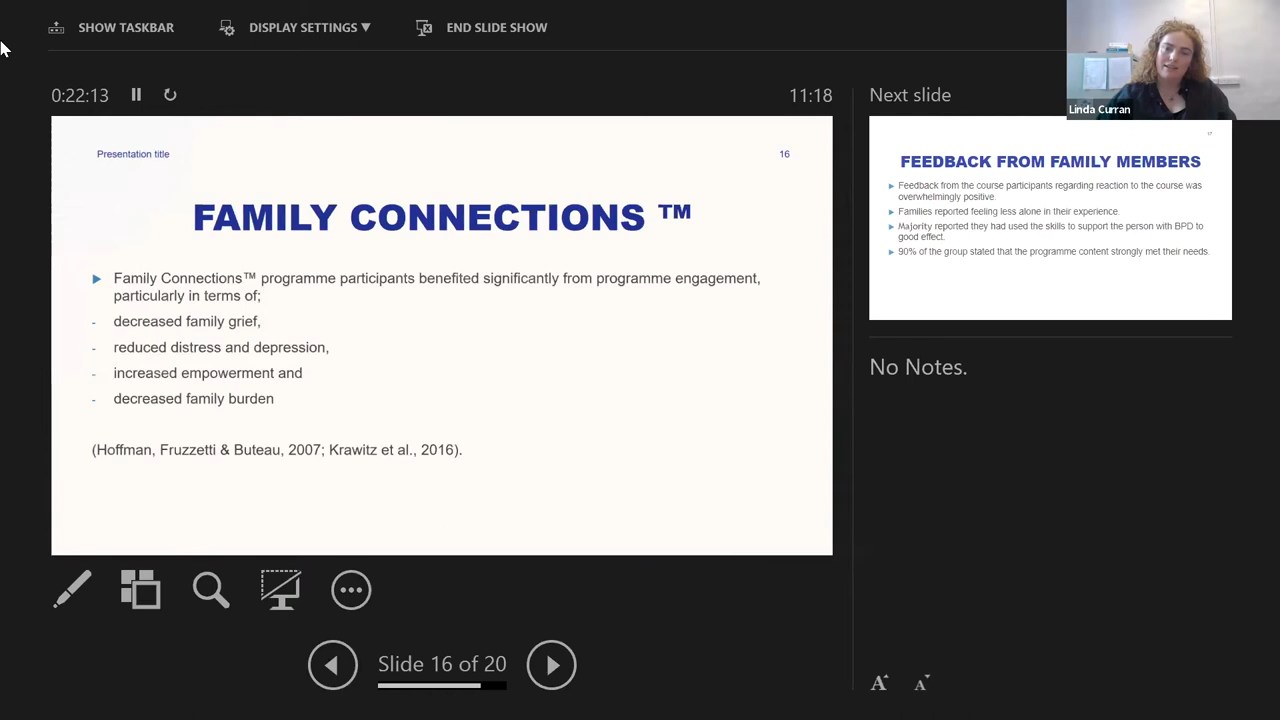 SHOW TASKBAR
DISPLAY SETTINGS ▼
END SLIDE SHOW
Linda Curran
0:22:13
11:18
Next slide
Presentation title
16
FAMILY CONNECTIONS ™
► Family Connections™ programme participants benefited significantly from programme engagement,
particularly in terms of;
- decreased family grief,
- reduced distress and depression,
- increased empowerment and
- decreased family burden
(Hoffman, Fruzzetti & Buteau, 2007; Krawitz et al., 2016).
17
FEEDBACK FROM FAMILY MEMBERS
► Feedback from the course participants regarding reaction to the course was
overwhelmingly positive.
► Families reported feeling less alone in their experience.
► Majority reported they had used the skills to support the person with BPD to
good effect.
► 90% of the group stated that the programme content strongly met their needs.
No Notes.
Slide 16 of 20
A A